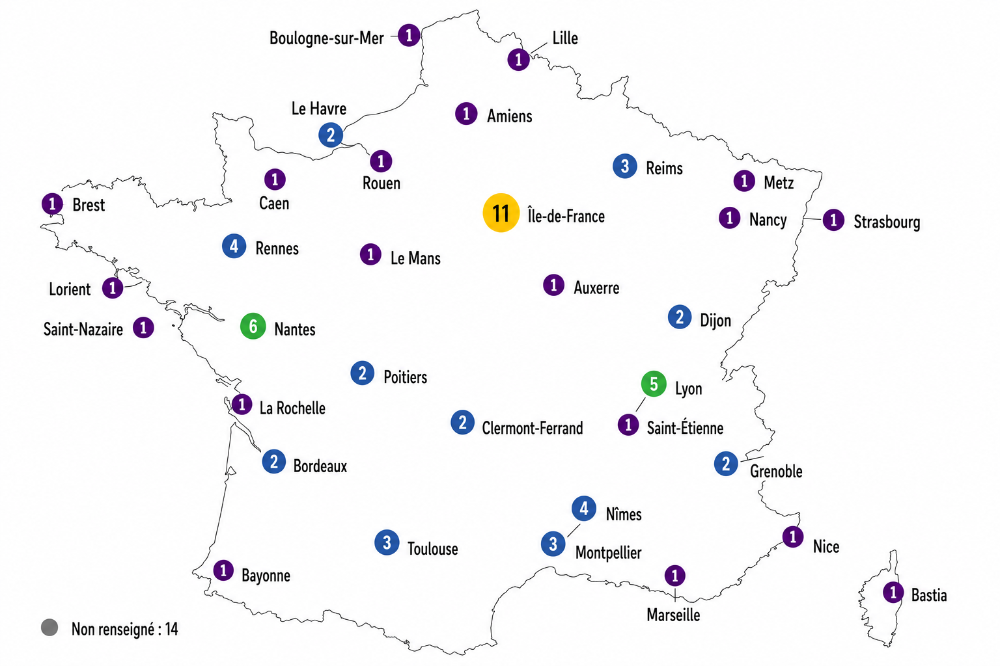 Boulogne-sur-Mer 1
1 Lille
Le Havre
2
1 Amiens
1
Rouen
3 Reims
1 Metz
1
Caen
1 Brest
11 Île-de-France
1 Nancy
1 Strasbourg
4 Rennes
1 Le Mans
1 Auxerre
Lorient 1
2 Dijon
Saint-Nazaire 1
6 Nantes
2 Poitiers
5 Lyon
1 La Rochelle
2 Clermont-Ferrand
1 Saint-Étienne
2 Bordeaux
2 Grenoble
4 Nîmes
3 Toulouse
3 Montpellier
1 Nice
1 Bayonne
1
Marseille
1 Bastia
Non renseigné : 14